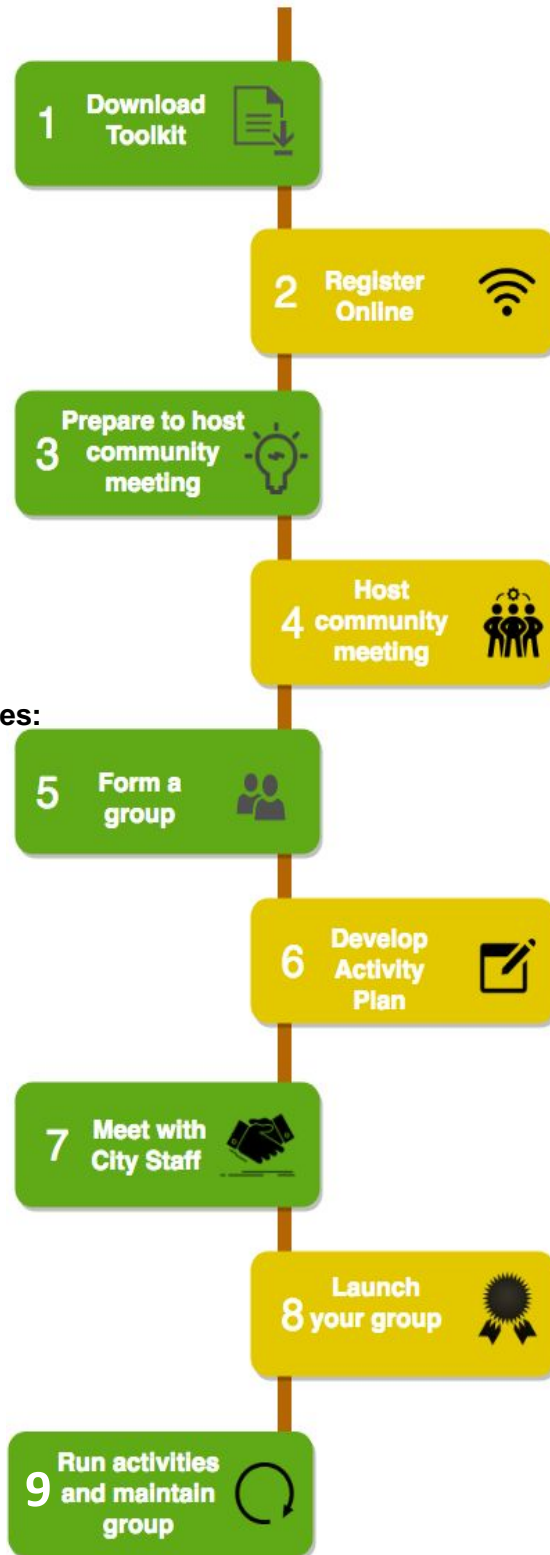 1 Download
Toolkit
2 Register
Online
3 Prepare to host
community
meeting
4 Host
community
meeting
es:
5 Form a
group
6 Develop
Activity
Plan
7 Meet with
City Staff
8 Launch
your group
9 Run activities
and maintain
group